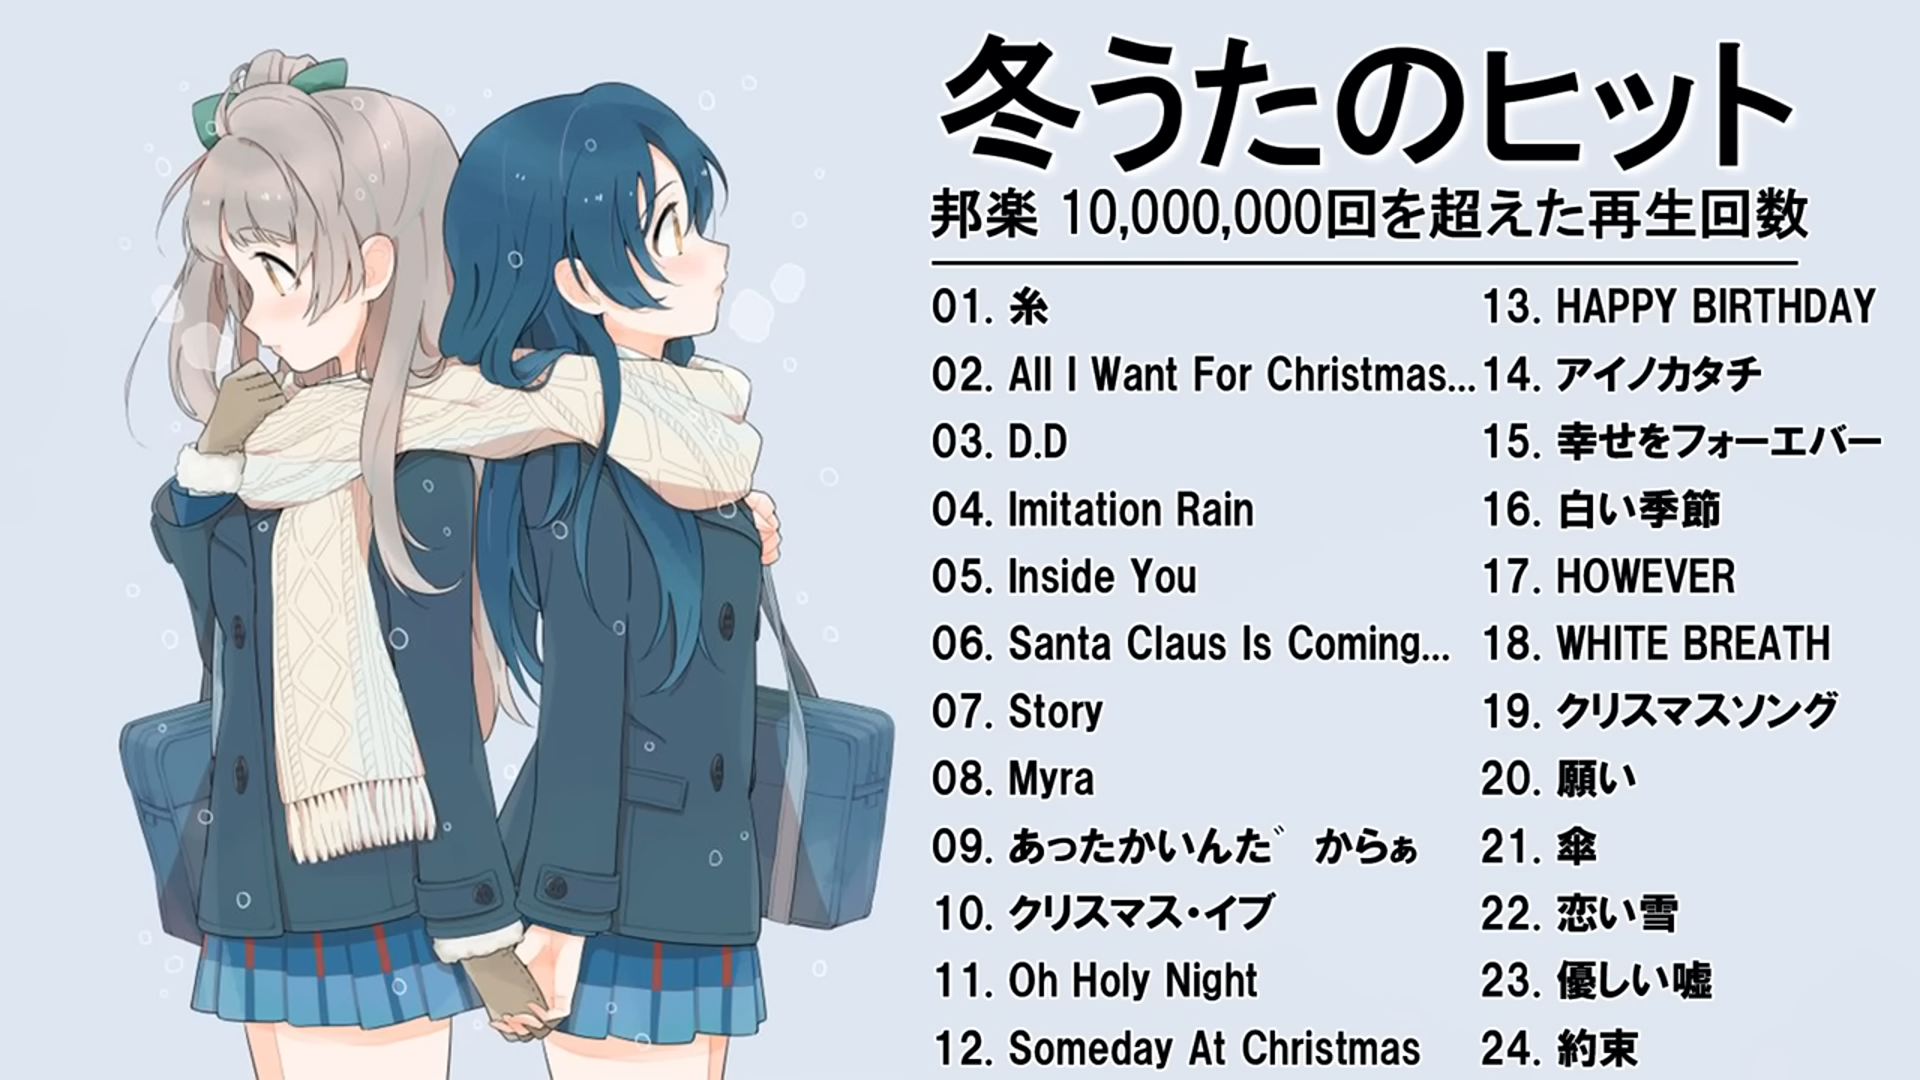 冬うたのヒット
邦楽 10,000,000回を超えた再生回数
01. 糸
02. All I Want For Christmas...
03. D.D
04. Imitation Rain
05. Inside You
06. Santa Claus Is Coming...
07. Story
08. Myra
09. あったかいんだ゛からぁ
10. クリスマス・イブ
11. Oh Holy Night
12. Someday At Christmas
13. HAPPY BIRTHDAY
14. アイノカタチ
15. 幸せをフォーエバー
16. 白い季節
17. HOWEVER
18. WHITE BREATH
19. クリスマスソング
20. 願い
21. 傘
22. 恋い雪
23. 優しい嘘
24. 約束